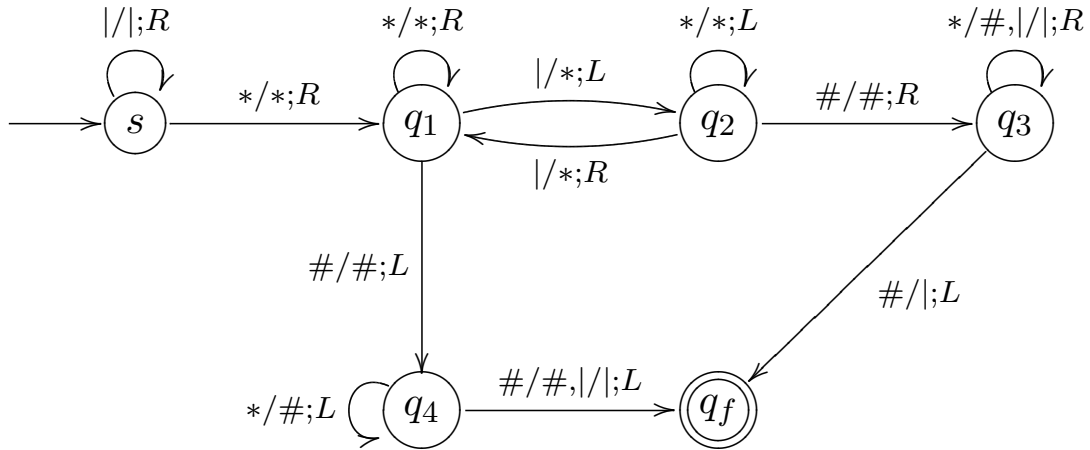 |/|;R */*;R */*;L */#,|/|;R
|/*;L
*/*;R #/#;R
s q1 q2 q3
|/*;R
#/#;L #/|;L
#/#,|/|;L
*/#;L q4 qf